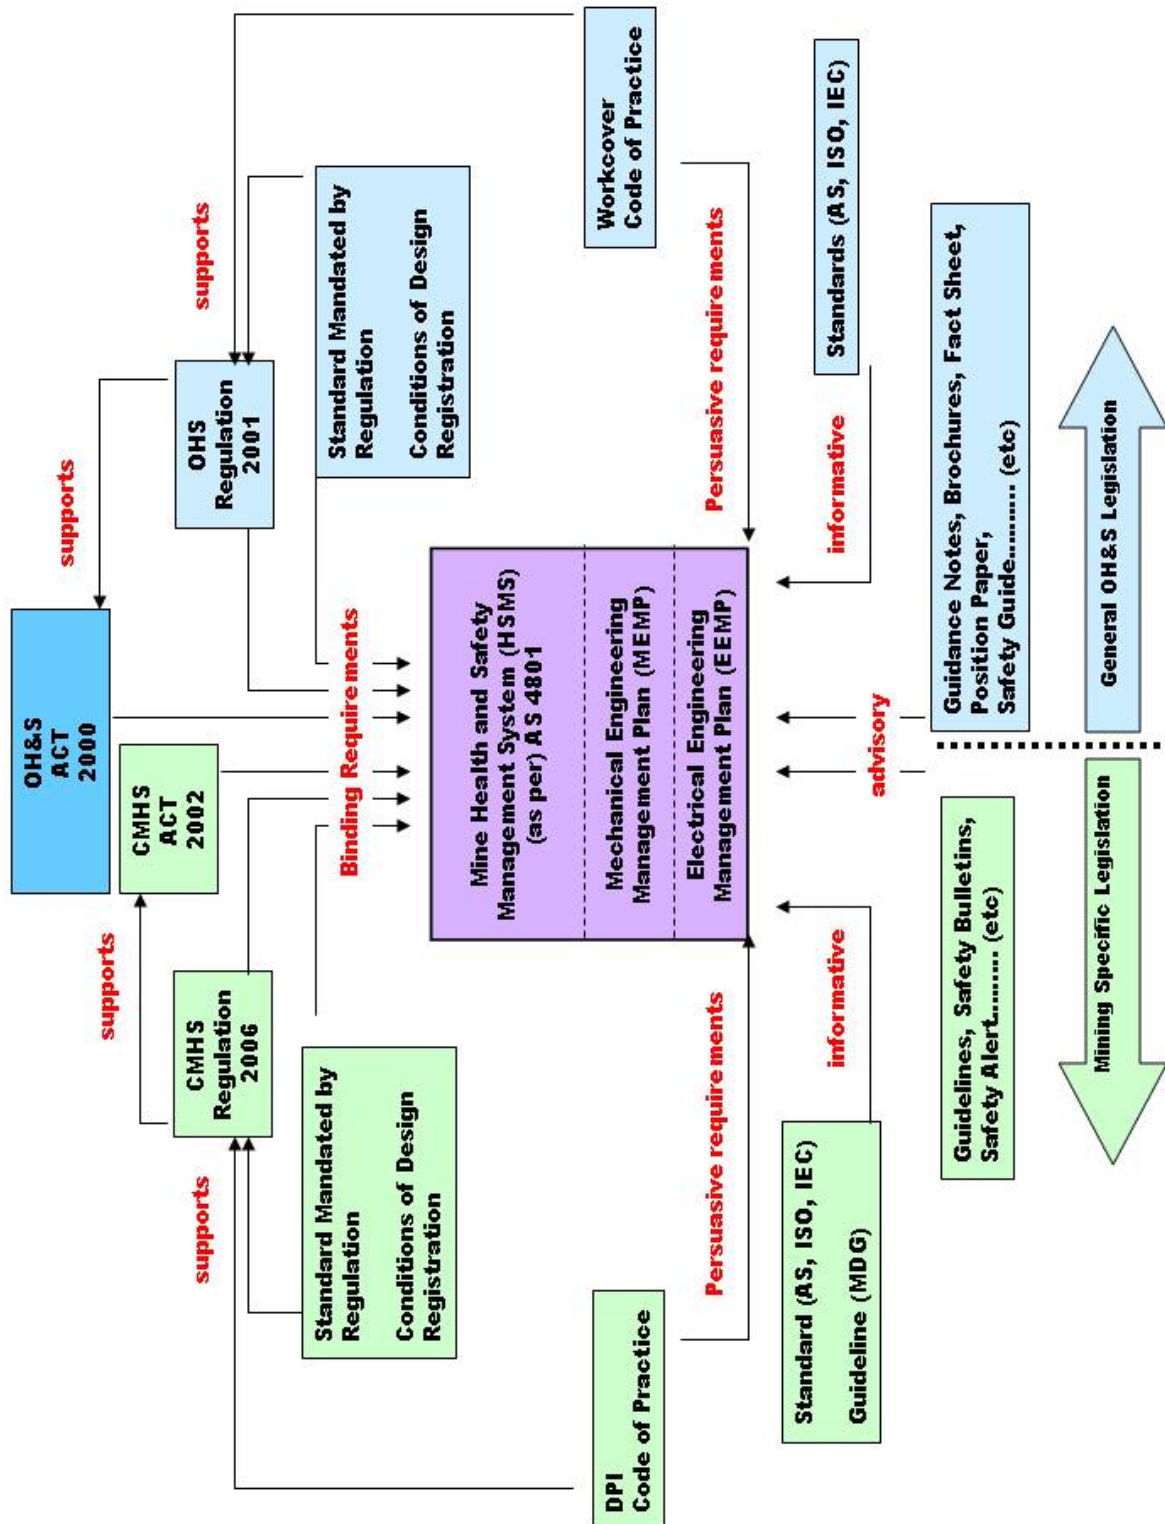 OH&S
ACT
2000
CMHS
ACT
2002
supports
supports
CMHS
Regulation
2006
OHS
Regulation
2001
supports
supports
Binding Requirements
Standard Mandated by
Regulation
Conditions of Design
Registration
Standard Mandated by
Regulation
Conditions of Design
Registration
Mine Health and Safety
Management System (HSMS)
(as per) AS 4801
Mechanical Engineering
Management Plan (MEMP)
Electrical Engineering
Management Plan (EEMP)
DPI
Code of Practice
Workcover
Code of Practice
Persuasive requirements
Persuasive requirements
Standard (AS, ISO, IEC)
Guideline (MDG)
informative
informative
Standards (AS, ISO, IEC)
advisory
Guidelines, Safety Bulletins,
Safety Alert.......... (etc)
Guidance Notes, Brochures, Fact Sheet,
Position Paper,
Safety Guide.......... (etc)
Mining Specific Legislation
General OH&S Legislation